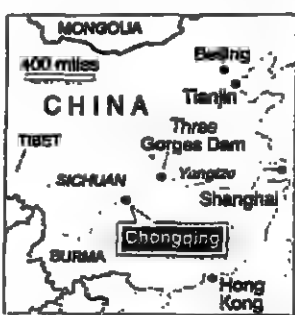 MONGOLIA
Beijing
400 miles
Tianjin
CHINA
Three
Gorges Dam
TIBET
Yangtze
SICHUAN
Shanghai
Chongqing
BURMA
Hong
Kong